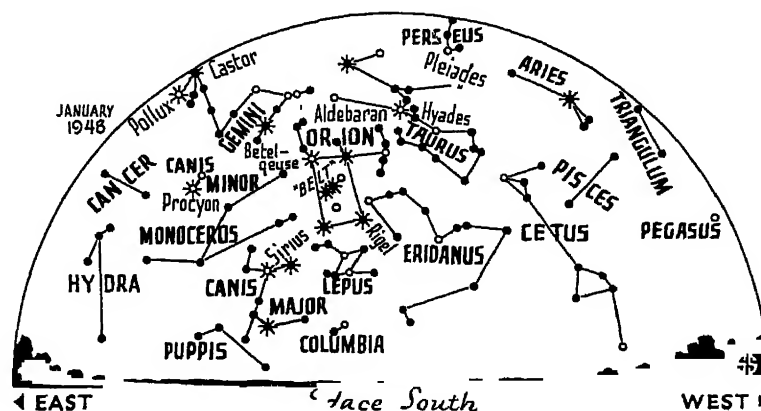 PERSEUS
Pleiades
ARIES
Castor
Pollux
JANUARY
1948
GEMINI
Aldebaran
Hyades
TAURUS
TRIANGULUM
ORION
Betel-
geuse
"BELT"
CANCER
CANIS
MINOR
Procyon
PISCES
MONOCEROS
Sirius
Rigel
ERIDANUS
CETUS
PEGASUS
HYDRA
CANIS
MAJOR
LEPUS
PUPPIS
COLUMBIA
EAST
Face South
WEST